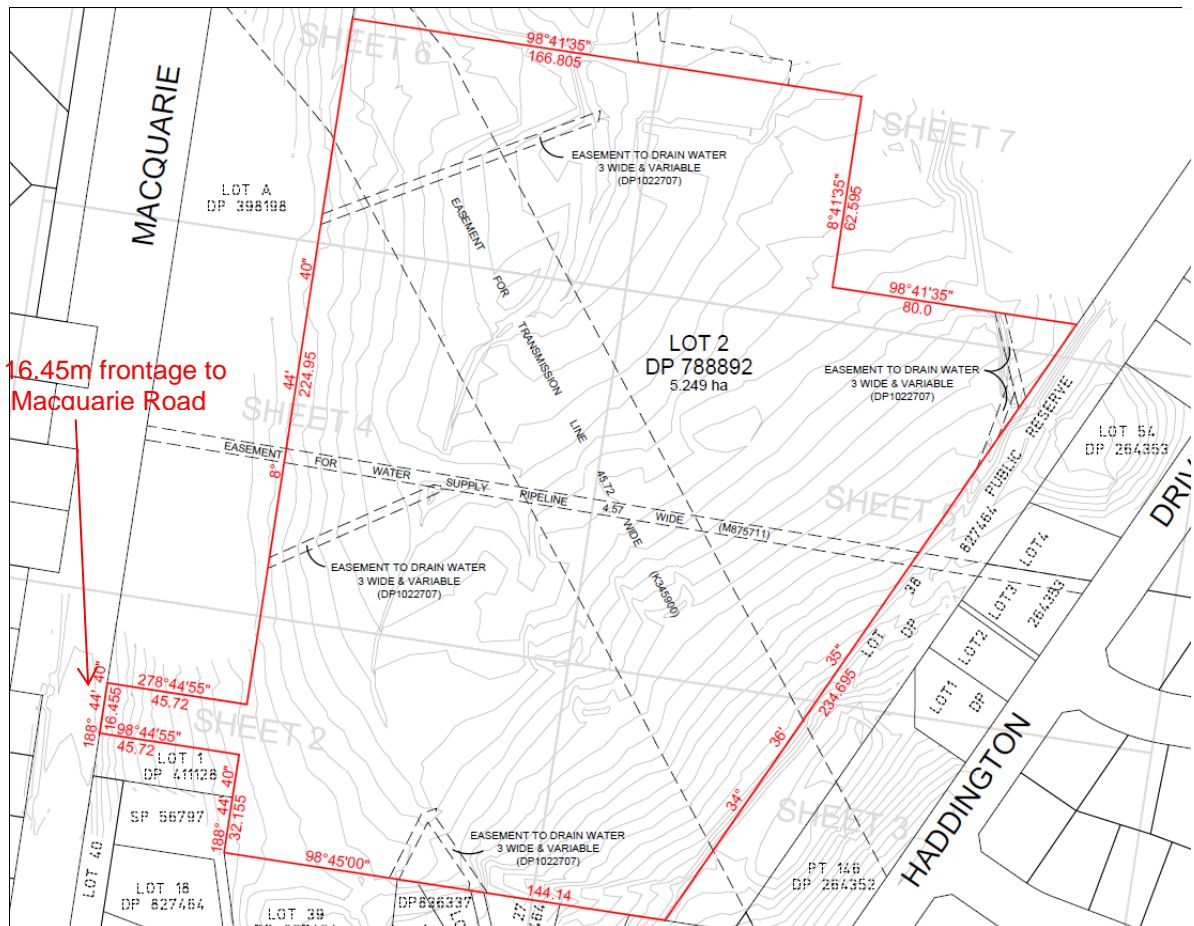 SHEET 6
98°41'35"
166.805
MACQUARIE
SHEET 7
EASEMENT TO DRAIN WATER
3 WIDE & VARIABLE
(DP1022707)
LOT A
DP 398198
8°41'35"
62.595
EASEMENT FOR TRANSMISSION LINE 45.72 WIDE (K345900)
8° 44' 40"
224.95
98°41'35"
80.0
LOT 2
DP 788892
5.249 ha
EASEMENT TO DRAIN WATER
3 WIDE & VARIABLE
(DP1022707)
16.45m frontage to
Macquarie Road
SHEET 4
LOT 54
DP 264353
DRIV
EASEMENT FOR WATER SUPPLY PIPELINE 4.57 WIDE (M875711)
LOT 38 DP 827464 PUBLIC RESERVE
LOT4
LOT3
264353
LOT2
LOT1
DP
EASEMENT TO DRAIN WATER
3 WIDE & VARIABLE
(DP1022707)
34° 36' 35"
234.695
278°44'55"
45.72
188° 44' 40"
16.455
98°44'55"
45.72
SHEET 2
LOT 1
DP 411128
188° 44' 40"
32.155
SP 56797
HADDINGTON
SHEET 3
EASEMENT TO DRAIN WATER
3 WIDE & VARIABLE
(DP1022707)
98°45'00"
144.14
LOT 40
LOT 18
DP 827464
LOT 39
DP636337
PT 146
DP 264352